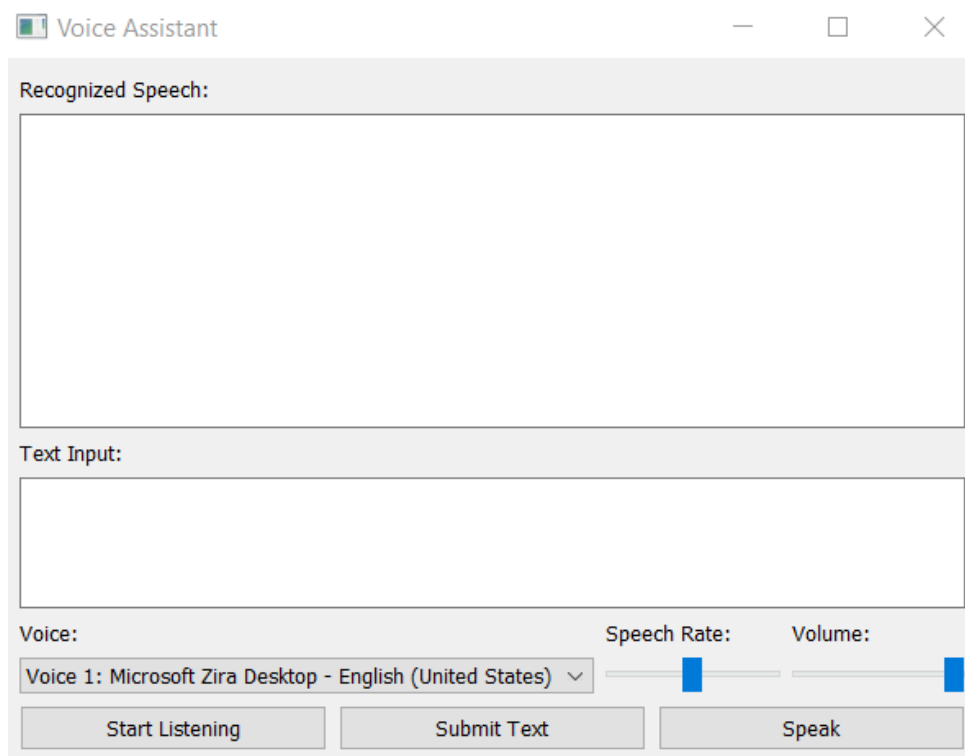 Voice Assistant
Recognized Speech:
Text Input:
Voice: Speech Rate: Volume:
Voice 1: Microsoft Zira Desktop - English (United States)
Start Listening Submit Text Speak